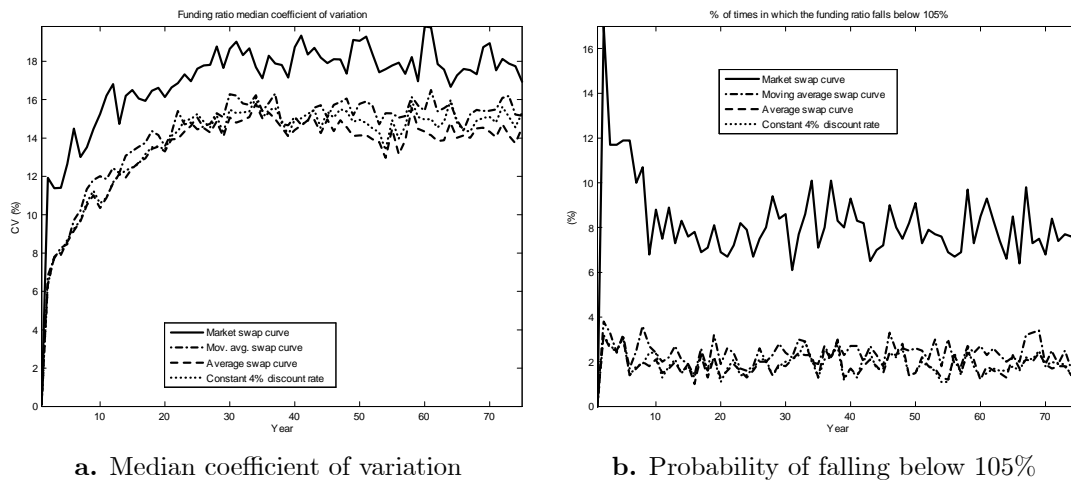 Funding ratio median coefficient of variation
CV (%)
18
16
14
12
10
8
6
4
2
0
10 20 30 40 50 60 70
Year
Market swap curve
Mov. avg. swap curve
Average swap curve
Constant 4% discount rate
a. Median coefficient of variation
% of times in which the funding ratio falls below 105%
(%)
16
14
12
10
8
6
4
2
0
10 20 30 40 50 60 70
Year
Market swap curve
Moving average swap curve
Average swap curve
Constant 4% discount rate
b. Probability of falling below 105%